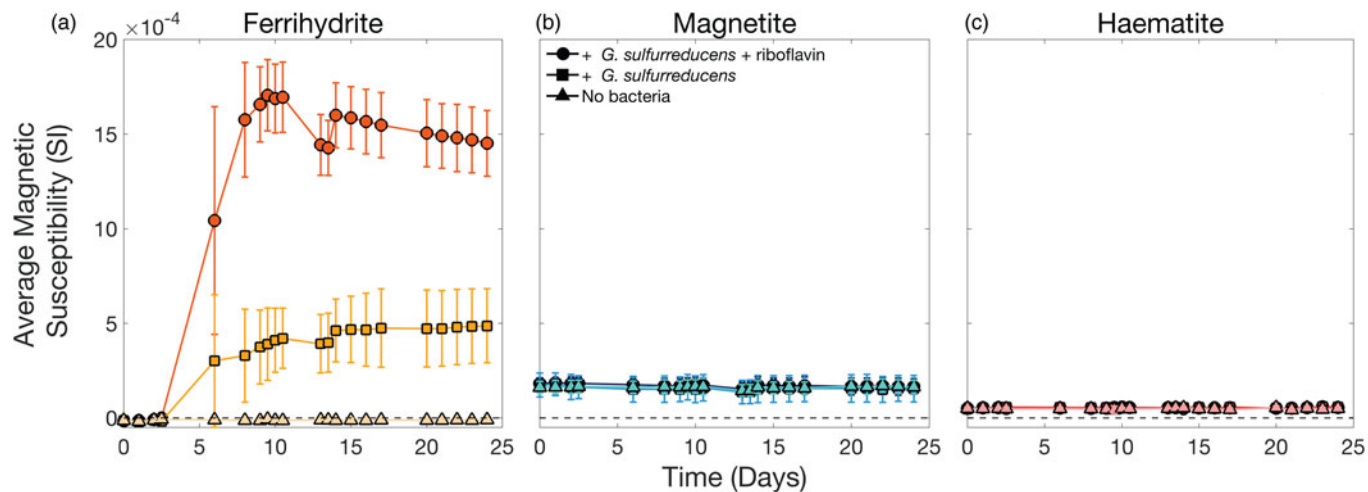 (a) Ferrihydrite
(b) Magnetite
(c) Haematite
×10⁻⁴
20
15
10
5
0
Average Magnetic
Susceptibility (SI)
+ G. sulfurreducens + riboflavin
+ G. sulfurreducens
No bacteria
0 5 10 15 20 25
0 5 10 15 20 25
0 5 10 15 20 25
Time (Days)